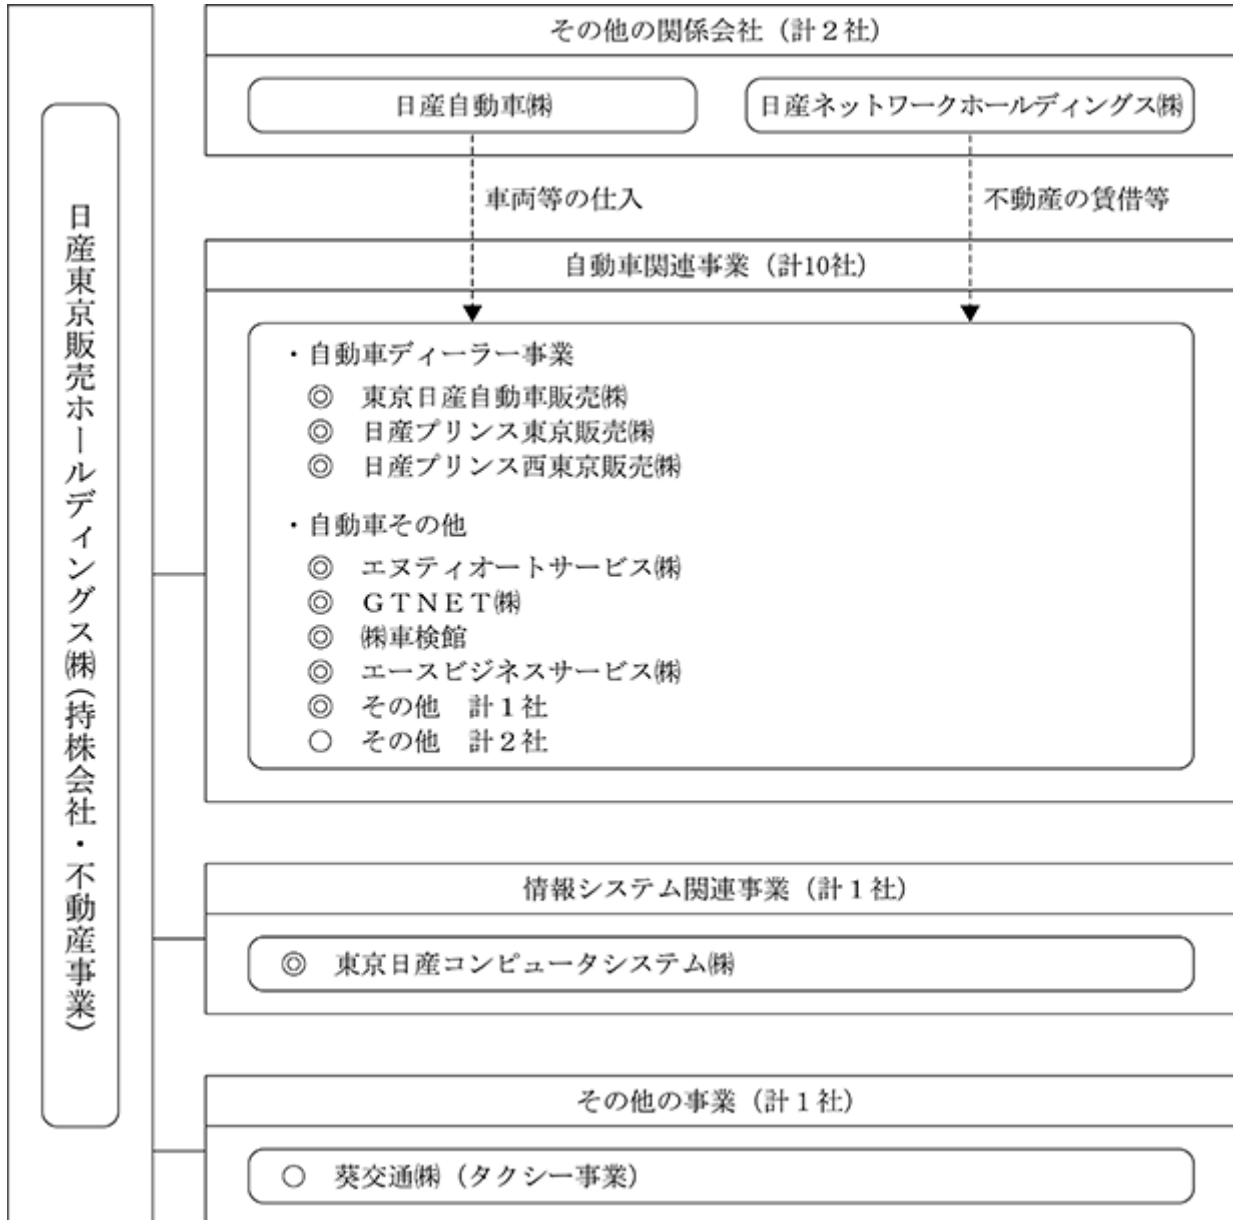 日産東京販売ホールディングス㈱(持株会社・不動産事業)
その他の関係会社（計２社）
日産自動車㈱
日産ネットワークホールディングス㈱
車両等の仕入
不動産の賃借等
自動車関連事業（計10社）
・自動車ディーラー事業
◎　東京日産自動車販売㈱
◎　日産プリンス東京販売㈱
◎　日産プリンス西東京販売㈱
・自動車その他
◎　エヌティオートサービス㈱
◎　ＧＴＮＥＴ㈱
◎　㈱車検館
◎　エースビジネスサービス㈱
◎　その他　計１社
○　その他　計２社
情報システム関連事業（計１社）
◎　東京日産コンピュータシステム㈱
その他の事業（計１社）
○　葵交通㈱（タクシー事業）